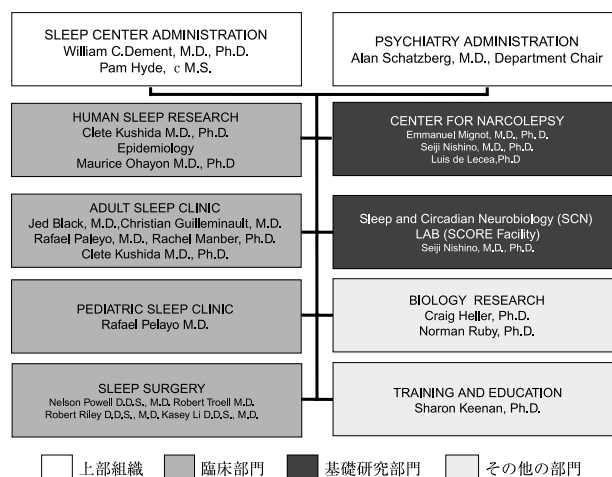 SLEEP CENTER ADMINISTRATION
William C.Dement, M.D., Ph.D.
Pam Hyde, c M.S.
PSYCHIATRY ADMINISTRATION
Alan Schatzberg, M.D., Department Chair
HUMAN SLEEP RESEARCH
Clete Kushida M.D., Ph.D.
Epidemiology
Maurice Ohayon M.D., Ph.D
CENTER FOR NARCOLEPSY
Emmanuel Mignot, M.D., Ph. D.
Seiji Nishino, M.D., Ph.D.
Luis de Lecea,Ph.D
ADULT SLEEP CLINIC
Jed Black, M.D.,Christian Guilleminault, M.D.
Rafael Paleyo, M.D., Rachel Manber, Ph.D.
Clete Kushida M.D., Ph.D.
Sleep and Circadian Neurobiology (SCN)
LAB (SCORE Facility)
Seiji Nishino, M.D., Ph.D.
PEDIATRIC SLEEP CLINIC
Rafael Pelayo M.D.
BIOLOGY RESEARCH
Craig Heller, Ph.D.
Norman Ruby, Ph.D.
SLEEP SURGERY
Nelson Powell D.D.S., M.D. Robert Troell M.D.
Robert Riley D.D.S., M.D. Kasey Li D.D.S., M.D.
TRAINING AND EDUCATION
Sharon Keenan, Ph.D.
上部組織 臨床部門 基礎研究部門 その他の部門